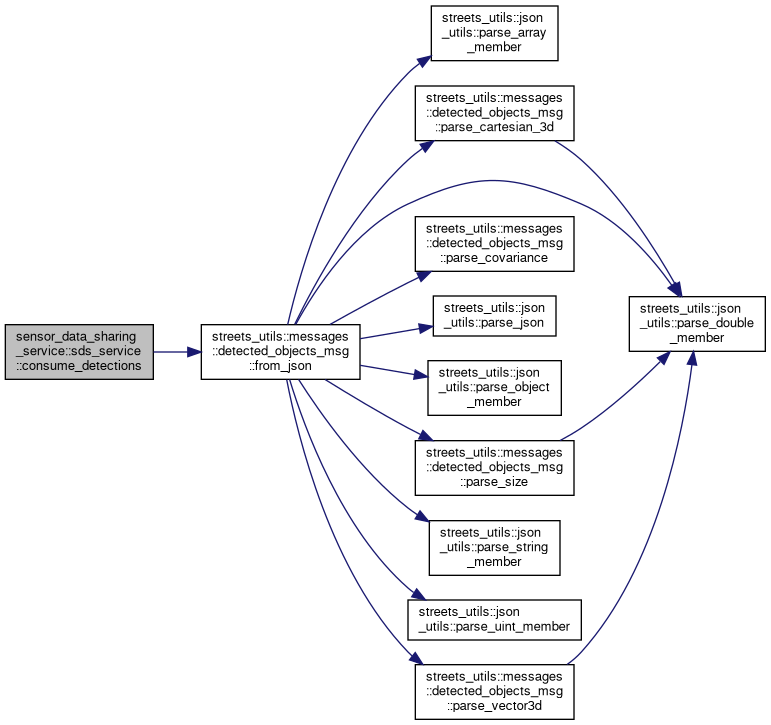 sensor_data_sharing
_service::sds_service
::consume_detections
streets_utils::messages
::detected_objects_msg
::from_json
streets_utils::json
_utils::parse_array
_member
streets_utils::messages
::detected_objects_msg
::parse_cartesian_3d
streets_utils::messages
::detected_objects_msg
::parse_covariance
streets_utils::json
_utils::parse_json
streets_utils::json
_utils::parse_object
_member
streets_utils::messages
::detected_objects_msg
::parse_size
streets_utils::json
_utils::parse_string
_member
streets_utils::json
_utils::parse_uint_member
streets_utils::messages
::detected_objects_msg
::parse_vector3d
streets_utils::json
_utils::parse_double
_member